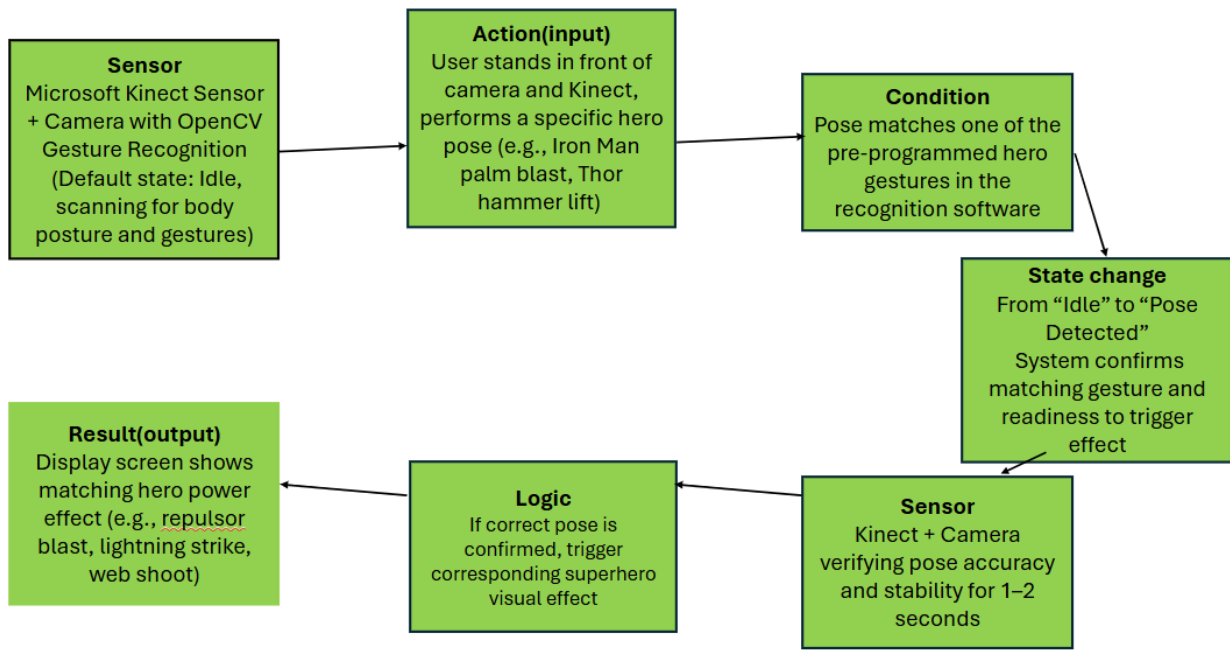 Sensor
Microsoft Kinect Sensor
+ Camera with OpenCV
Gesture Recognition
(Default state: Idle,
scanning for body
posture and gestures)
Action(input)
User stands in front of
camera and Kinect,
performs a specific hero
pose (e.g., Iron Man
palm blast, Thor
hammer lift)
Condition
Pose matches one of the
pre-programmed hero
gestures in the
recognition software
State change
From “Idle” to “Pose
Detected”
System confirms
matching gesture and
readiness to trigger
effect
Sensor
Kinect + Camera
verifying pose accuracy
and stability for 1–2
seconds
Logic
If correct pose is
confirmed, trigger
corresponding superhero
visual effect
Result(output)
Display screen shows
matching hero power
effect (e.g., repulsor
blast, lightning strike,
web shoot)